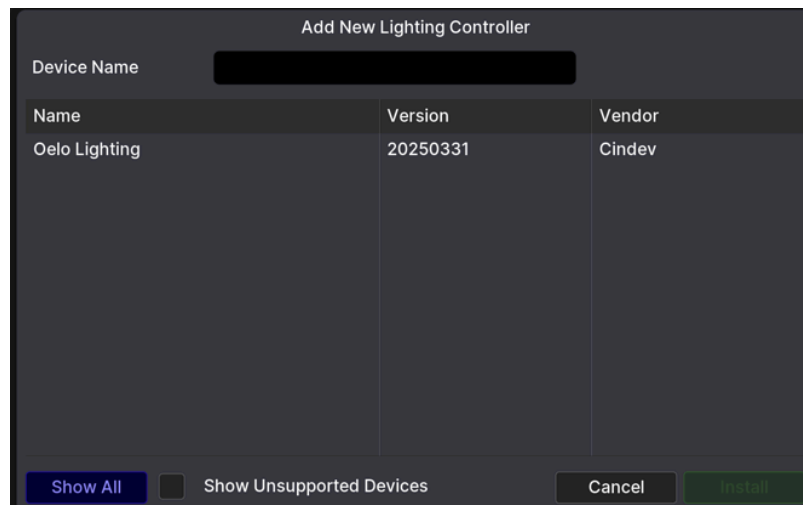 Add New Lighting Controller
Device Name
Name Version Vendor
Oelo Lighting 20250331 Cindev
Show All Show Unsupported Devices Cancel Install